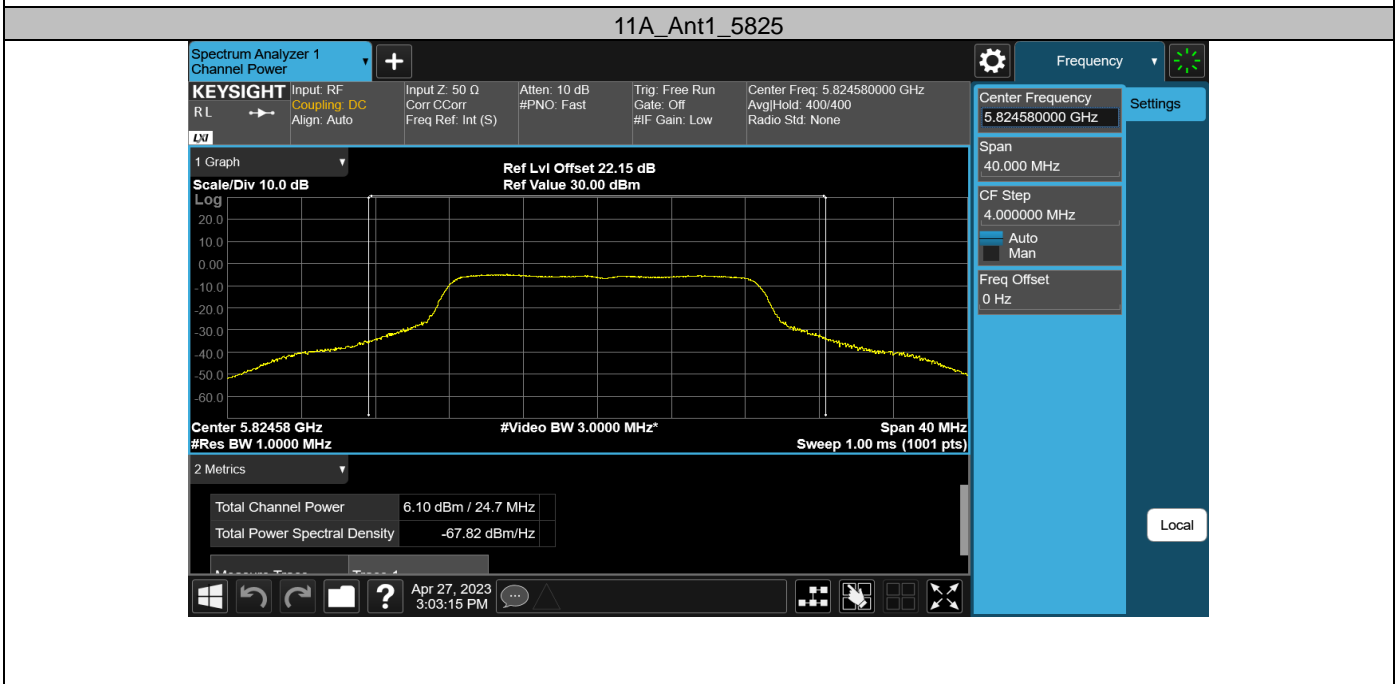 11A_Ant1_5825
Spectrum Analyzer 1
Channel Power
Frequency
KEYSIGHT
RL
LXI
Input: RF
Coupling: DC
Align: Auto
Input Z: 50 Ω
Corr CCorr
Freq Ref: Int (S)
Atten: 10 dB
#PNO: Fast
Trig: Free Run
Gate: Off
#IF Gain: Low
Center Freq: 5.824580000 GHz
Avg|Hold: 400/400
Radio Std: None
Center Frequency
5.824580000 GHz
Settings
Span
40.000 MHz
CF Step
4.000000 MHz
Auto
Man
Freq Offset
0 Hz
Local
1 Graph
Scale/Div 10.0 dB
Ref Lvl Offset 22.15 dB
Ref Value 30.00 dBm
Log
20.0
10.0
0.00
-10.0
-20.0
-30.0
-40.0
-50.0
-60.0
Center 5.82458 GHz
#Video BW 3.0000 MHz*
Span 40 MHz
#Res BW 1.0000 MHz
Sweep 1.00 ms (1001 pts)
2 Metrics
Total Channel Power 6.10 dBm / 24.7 MHz
Total Power Spectral Density -67.82 dBm/Hz
Apr 27, 2023
3:03:15 PM